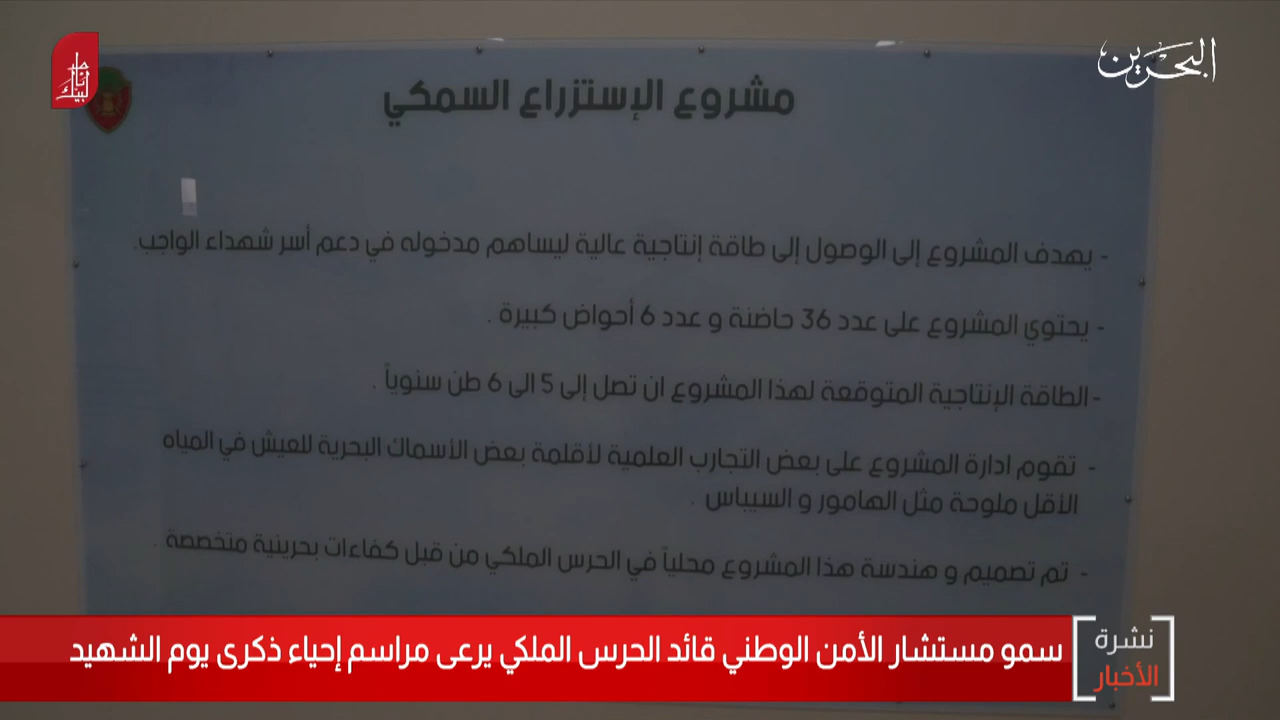 البحرين
مشروع الإستزراع السمكي
- يهدف المشروع إلى الوصول إلى طاقة إنتاجية عالية ليساهم مدخوله في دعم أسر شهداء الواجب.
- يحتوي المشروع على عدد 36 حاضنة و عدد 6 أحواض كبيرة .
- الطاقة الإنتاجية المتوقعة لهذا المشروع ان تصل إلى 5 الى 6 طن سنوياً .
- تقوم ادارة المشروع على بعض التجارب العلمية لأقلمة بعض الأسماك البحرية للعيش في المياه
الأقل ملوحة مثل الهامور و السيباس .
- تم تصميم و هندسة هذا المشروع محلياً في الحرس الملكي من قبل كفاءات بحرينية متخصصة .
نشرة
الأخبار
سمو مستشار الأمن الوطني قائد الحرس الملكي يرعى مراسم إحياء ذكرى يوم الشهيد